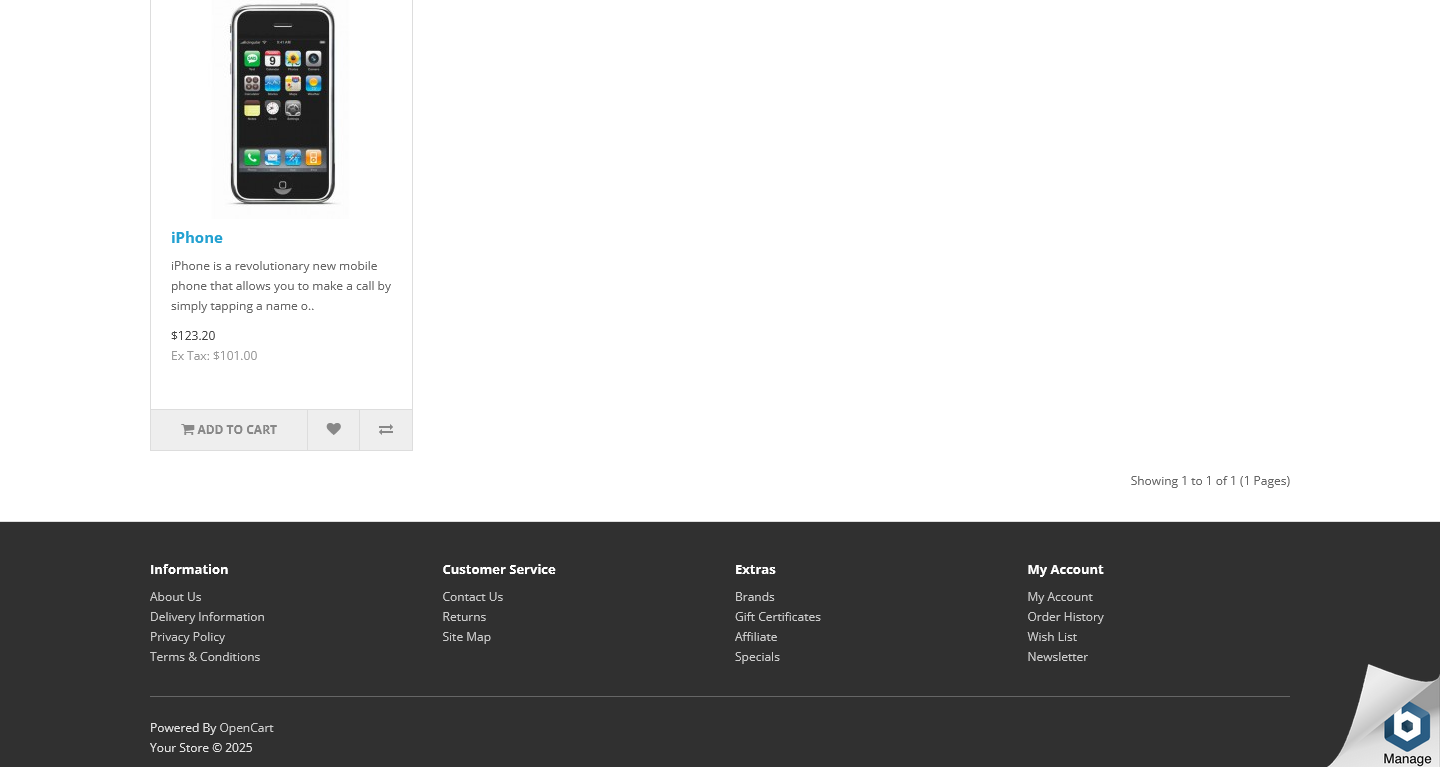 iPhone
iPhone is a revolutionary new mobile
phone that allows you to make a call by
simply tapping a name o..
$123.20
Ex Tax: $101.00
ADD TO CART
Showing 1 to 1 of 1 (1 Pages)
Information
About Us
Delivery Information
Privacy Policy
Terms & Conditions
Customer Service
Contact Us
Returns
Site Map
Extras
Brands
Gift Certificates
Affiliate
Specials
My Account
My Account
Order History
Wish List
Newsletter
Powered By OpenCart
Your Store © 2025
Manage